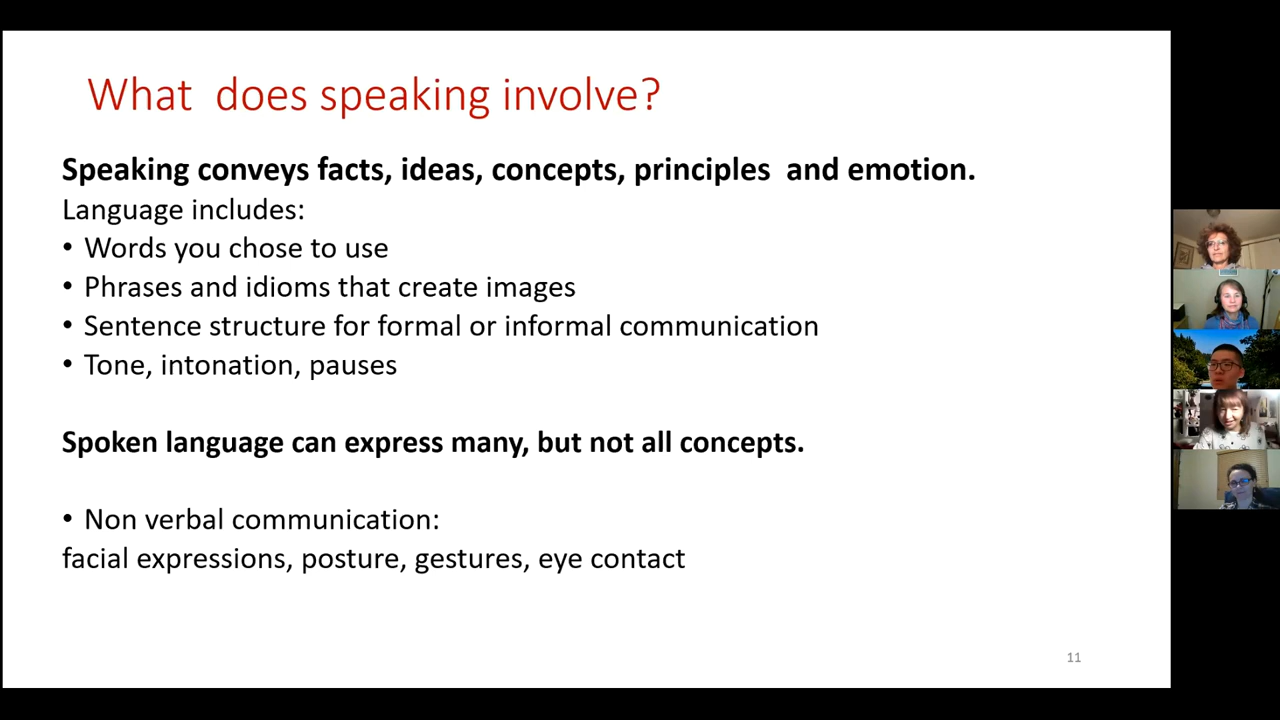 What  does speaking involve?
Speaking conveys facts, ideas, concepts, principles  and emotion.
Language includes:
• Words you chose to use
• Phrases and idioms that create images
• Sentence structure for formal or informal communication
• Tone, intonation, pauses
Spoken language can express many, but not all concepts.
• Non verbal communication:
facial expressions, posture, gestures, eye contact
11